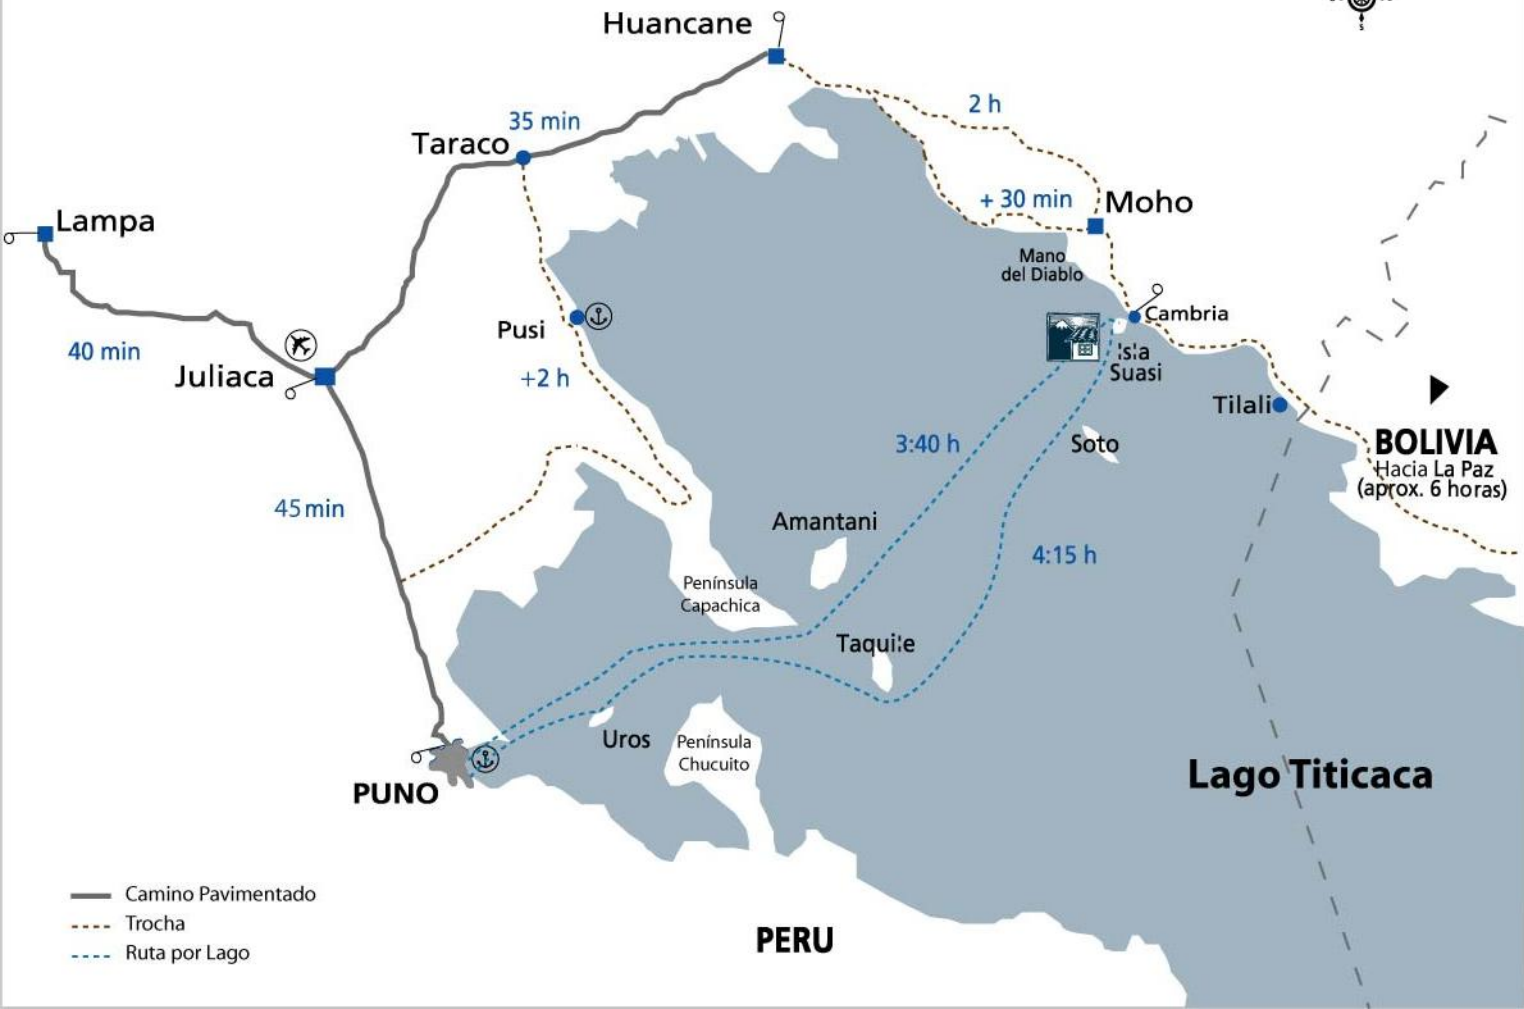 Huancane
S
35 min
2 h
Taraco
+ 30 min
Moho
Lampa
Mano
del Diablo
Cambria
Pusi
40 min
Juliaca
+2 h
Isla
Suasi
Tilali
3:40 h
Soto
BOLIVIA
Hacia La Paz
(aprox. 6 horas)
45 min
Amantani
4:15 h
Península
Capachica
Taquile
Uros
Península
Chucuito
PUNO
Lago Titicaca
Camino Pavimentado
Trocha
Ruta por Lago
PERU